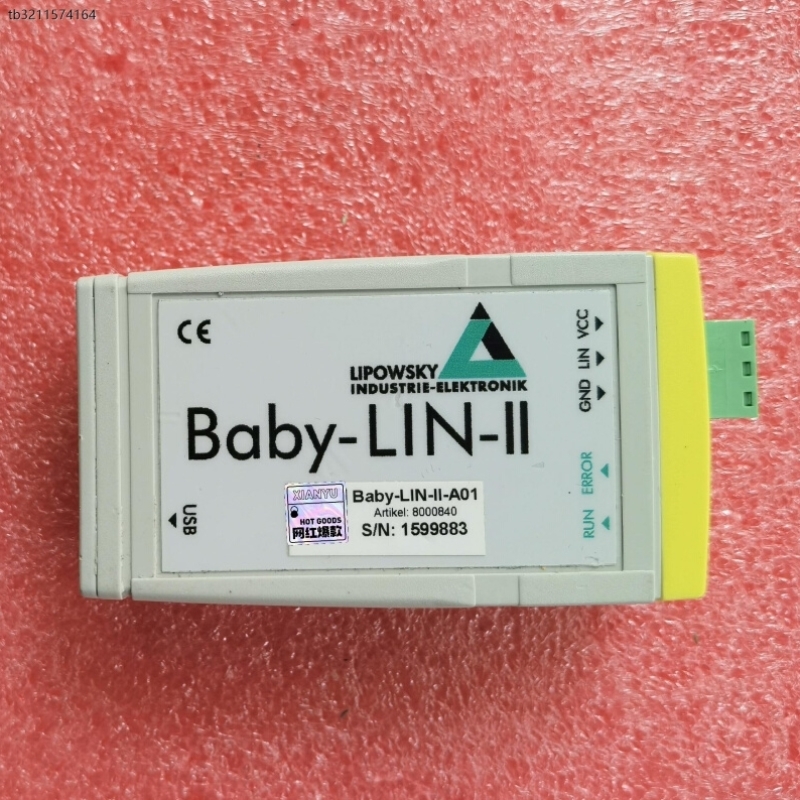 tb3211574164
CE
LIPOWSKY
INDUSTRIE-ELEKTRONIK
Baby-LIN-II
VCC
LIN
GND
ERROR
RUN
USB
XIANYU
HOT GOODS
网红爆款
Baby-LIN-II-A01
Artikel: 8000840
S/N: 1599883